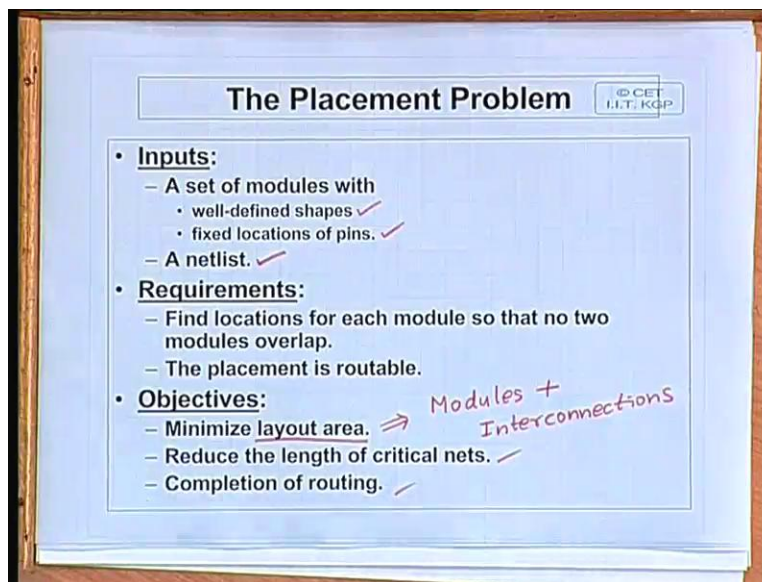 The Placement Problem
© CET
I.I.T. KGP
• Inputs:
– A set of modules with
• well-defined shapes ✓
• fixed locations of pins. ✓
– A netlist. ✓
• Requirements:
– Find locations for each module so that no two
modules overlap.
– The placement is routable.
• Objectives:
– Minimize layout area. ⇒ Modules +
Interconnections
– Reduce the length of critical nets.
– Completion of routing.